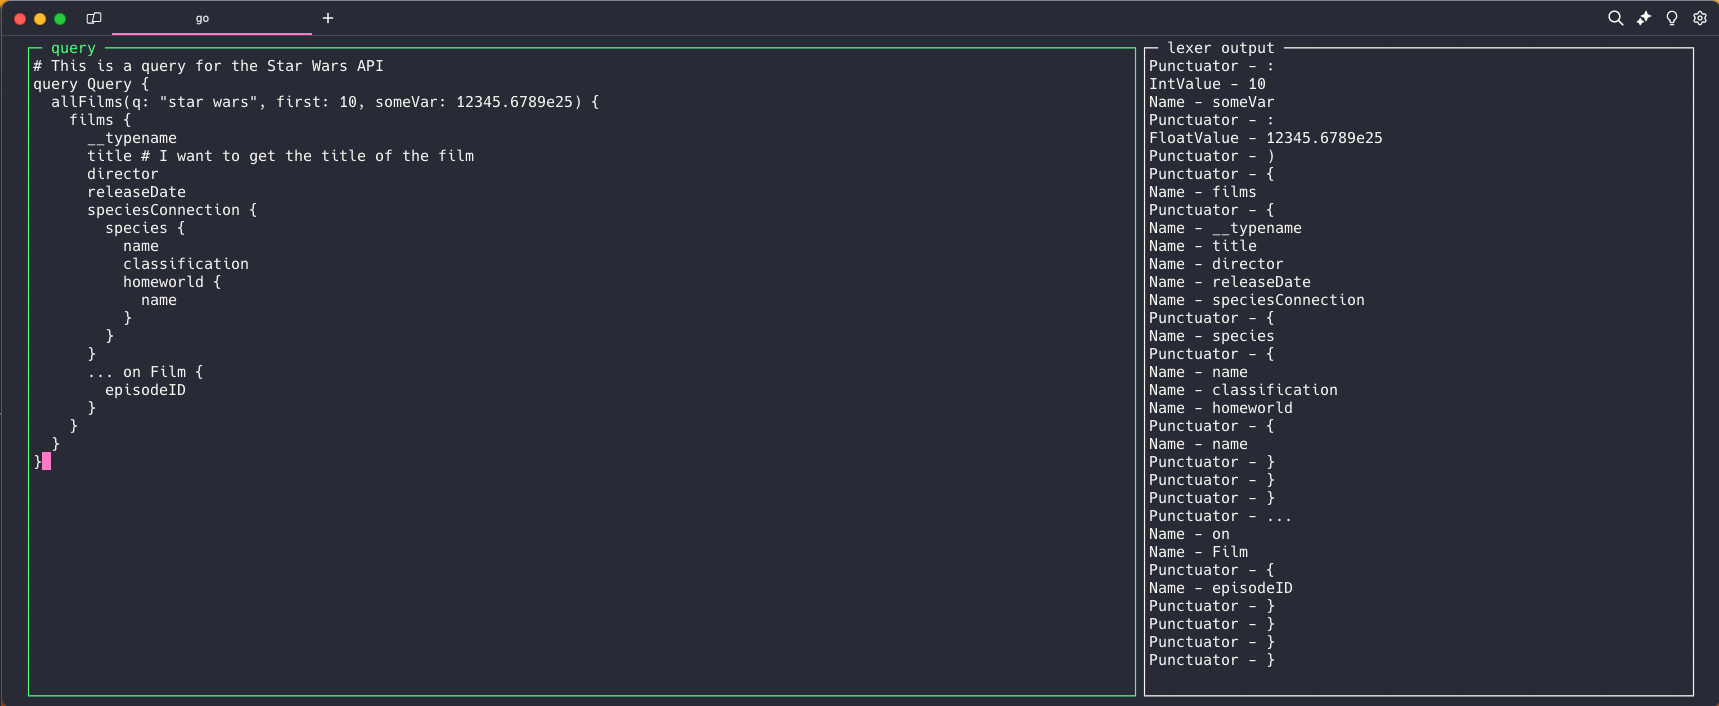 go
query
# This is a query for the Star Wars API
query Query {
  allFilms(q: "star wars", first: 10, someVar: 12345.6789e25) {
    films {
      __typename
      title # I want to get the title of the film
      director
      releaseDate
      speciesConnection {
        species {
          name
          classification
          homeworld {
            name
          }
        }
      }
      ... on Film {
        episodeID
      }
    }
  }
}
lexer output
Punctuator - :
IntValue - 10
Name - someVar
Punctuator - :
FloatValue - 12345.6789e25
Punctuator - )
Punctuator - {
Name - films
Punctuator - {
Name - __typename
Name - title
Name - director
Name - releaseDate
Name - speciesConnection
Punctuator - {
Name - species
Punctuator - {
Name - name
Name - classification
Name - homeworld
Punctuator - {
Name - name
Punctuator - }
Punctuator - }
Punctuator - }
Punctuator - ...
Name - on
Name - Film
Punctuator - {
Name - episodeID
Punctuator - }
Punctuator - }
Punctuator - }
Punctuator - }